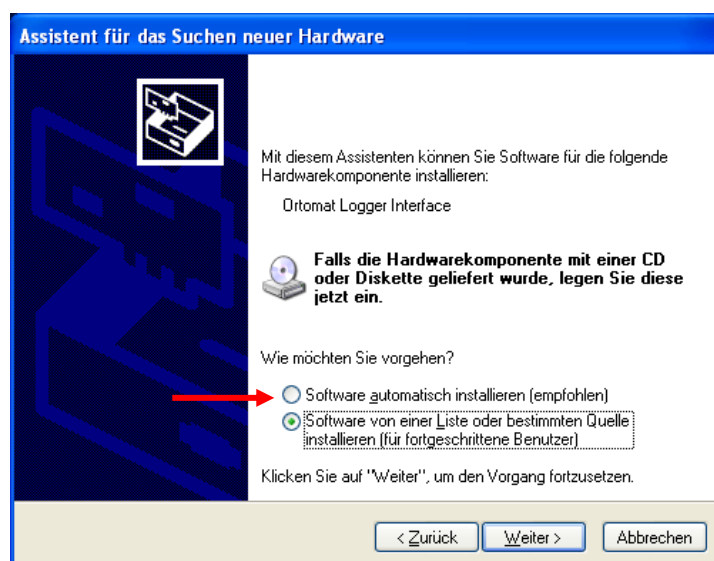 Assistent für das Suchen neuer Hardware
Mit diesem Assistenten können Sie Software für die folgende
Hardwarekomponente installieren:
Ortomat Logger Interface
Falls die Hardwarekomponente mit einer CD
oder Diskette geliefert wurde, legen Sie diese
jetzt ein.
Wie möchten Sie vorgehen?
Software automatisch installieren (empfohlen)
Software von einer Liste oder bestimmten Quelle
installieren (für fortgeschrittene Benutzer)
Klicken Sie auf "Weiter", um den Vorgang fortzusetzen.
< Zurück Weiter > Abbrechen